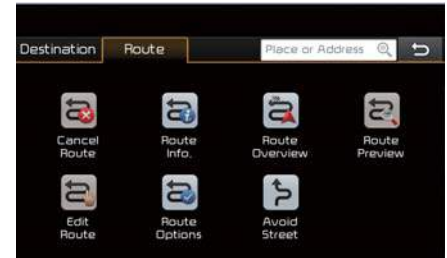 Destination
Route
Place or Address
Cancel
Route
Route
Info.
Route
Overview
Route
Preview
Edit
Route
Route
Options
Avoid
Street